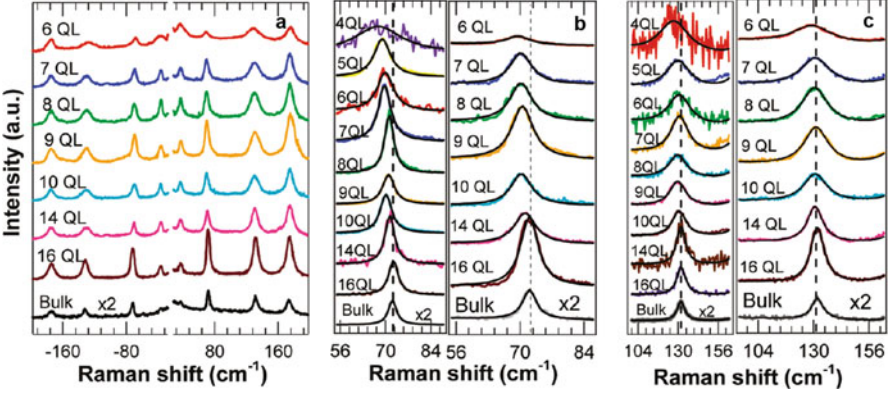 Intensity (a.u.)
a
6 QL
7 QL
8 QL
9 QL
10 QL
14 QL
16 QL
Bulk x2
-160 -80 80 160
Raman shift (cm-1)
b
4QL
5QL
6QL
7QL
8QL
9QL
10QL
14QL
16QL
Bulk x2
56 70 84
6 QL
7 QL
8 QL
9 QL
10 QL
14 QL
16 QL
Bulk x2
56 70 84
Raman shift (cm-1)
c
4QL
5QL
6QL
7QL
8QL
9QL
10QL
14QL
16QL
Bulk x2
104 130 156
6 QL
7 QL
8 QL
9 QL
10 QL
14 QL
16 QL
Bulk x2
104 130 156
Raman shift (cm-1)